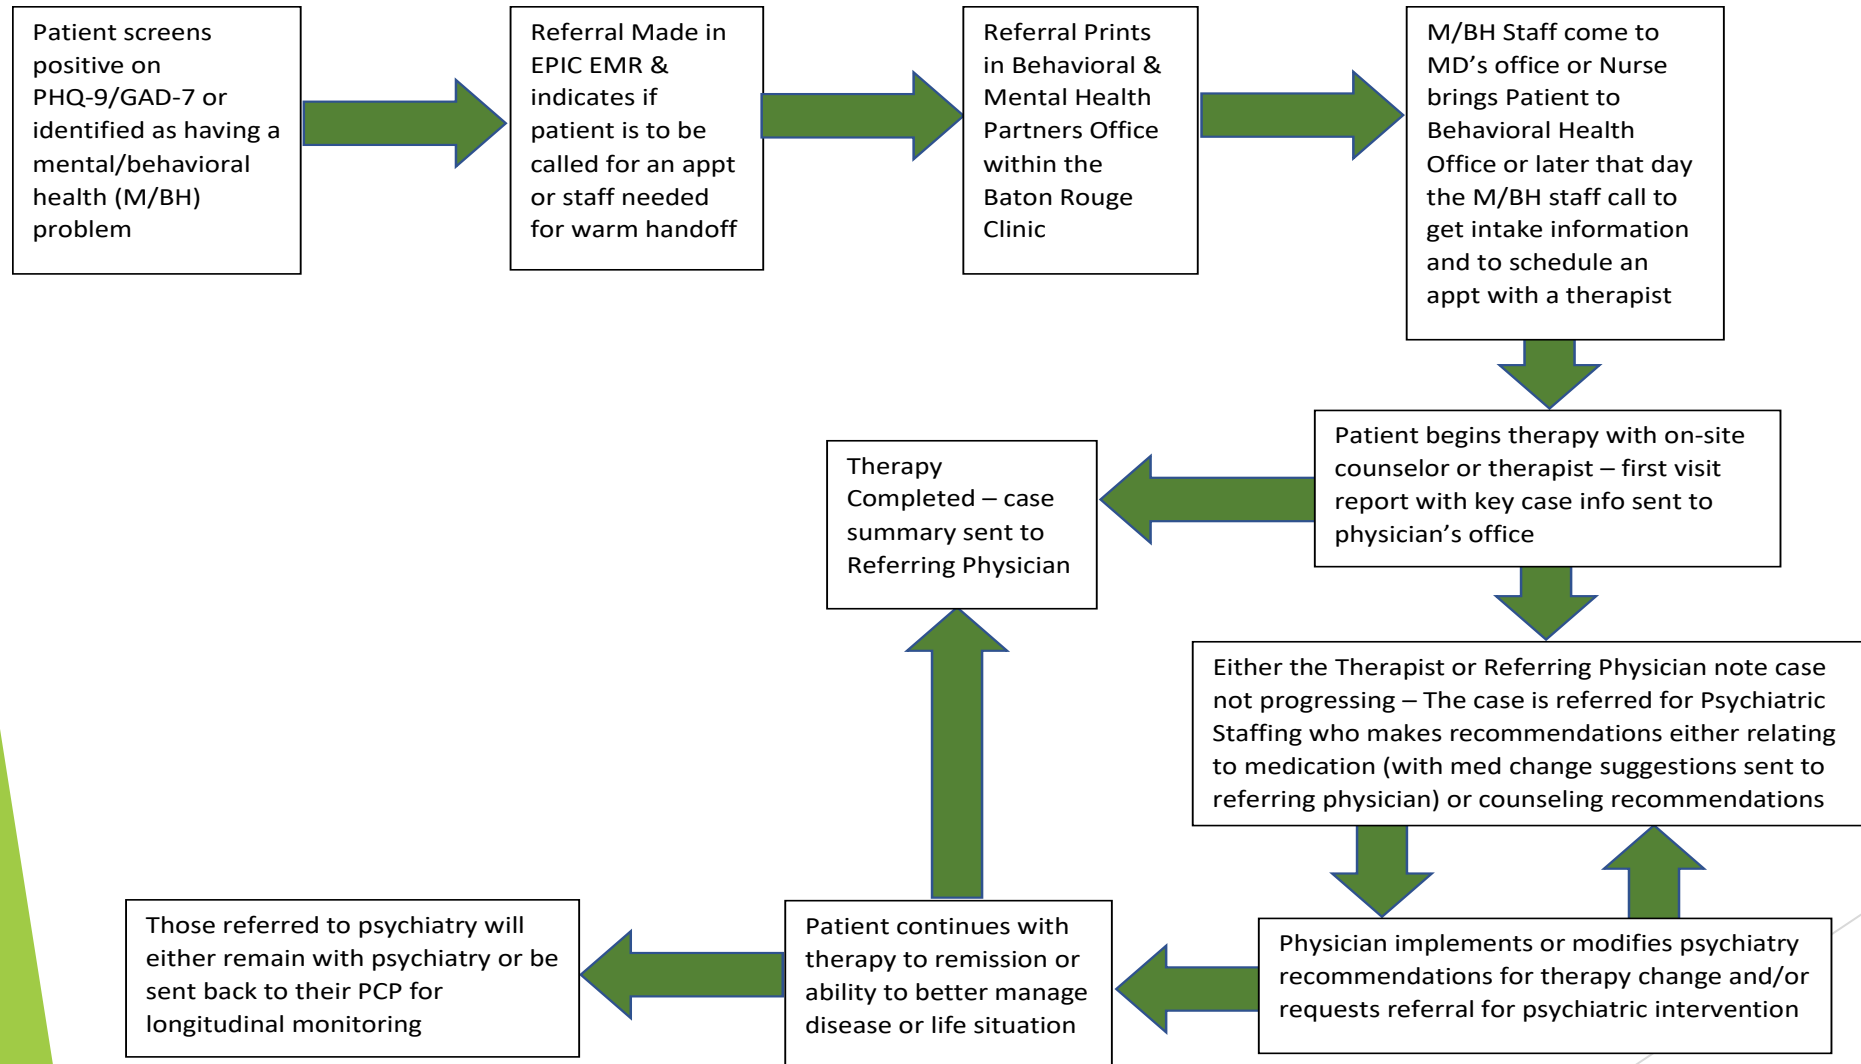 Patient screens
positive on
PHQ-9/GAD-7 or
identified as having a
mental/behavioral
health (M/BH)
problem
Referral Made in
EPIC EMR &
indicates if
patient is to be
called for an appt
or staff needed
for warm handoff
Referral Prints
in Behavioral &
Mental Health
Partners Office
within the
Baton Rouge
Clinic
M/BH Staff come to
MD’s office or Nurse
brings Patient to
Behavioral Health
Office or later that day
the M/BH staff call to
get intake information
and to schedule an
appt with a therapist
Patient begins therapy with on-site
counselor or therapist – first visit
report with key case info sent to
physician’s office
Therapy
Completed – case
summary sent to
Referring Physician
Either the Therapist or Referring Physician note case
not progressing – The case is referred for Psychiatric
Staffing who makes recommendations either relating
to medication (with med change suggestions sent to
referring physician) or counseling recommendations
Physician implements or modifies psychiatry
recommendations for therapy change and/or
requests referral for psychiatric intervention
Patient continues with
therapy to remission or
ability to better manage
disease or life situation
Those referred to psychiatry will
either remain with psychiatry or be
sent back to their PCP for
longitudinal monitoring